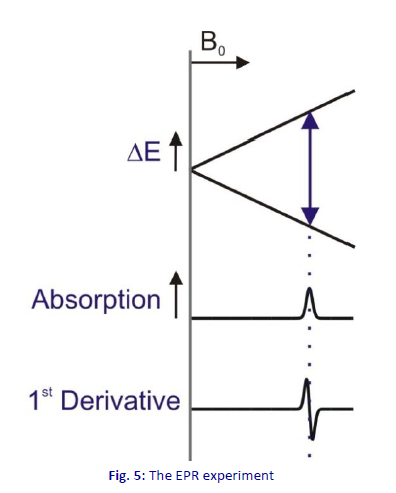 B₀
ΔE
Absorption
1ˢᵗ Derivative
Fig. 5: The EPR experiment